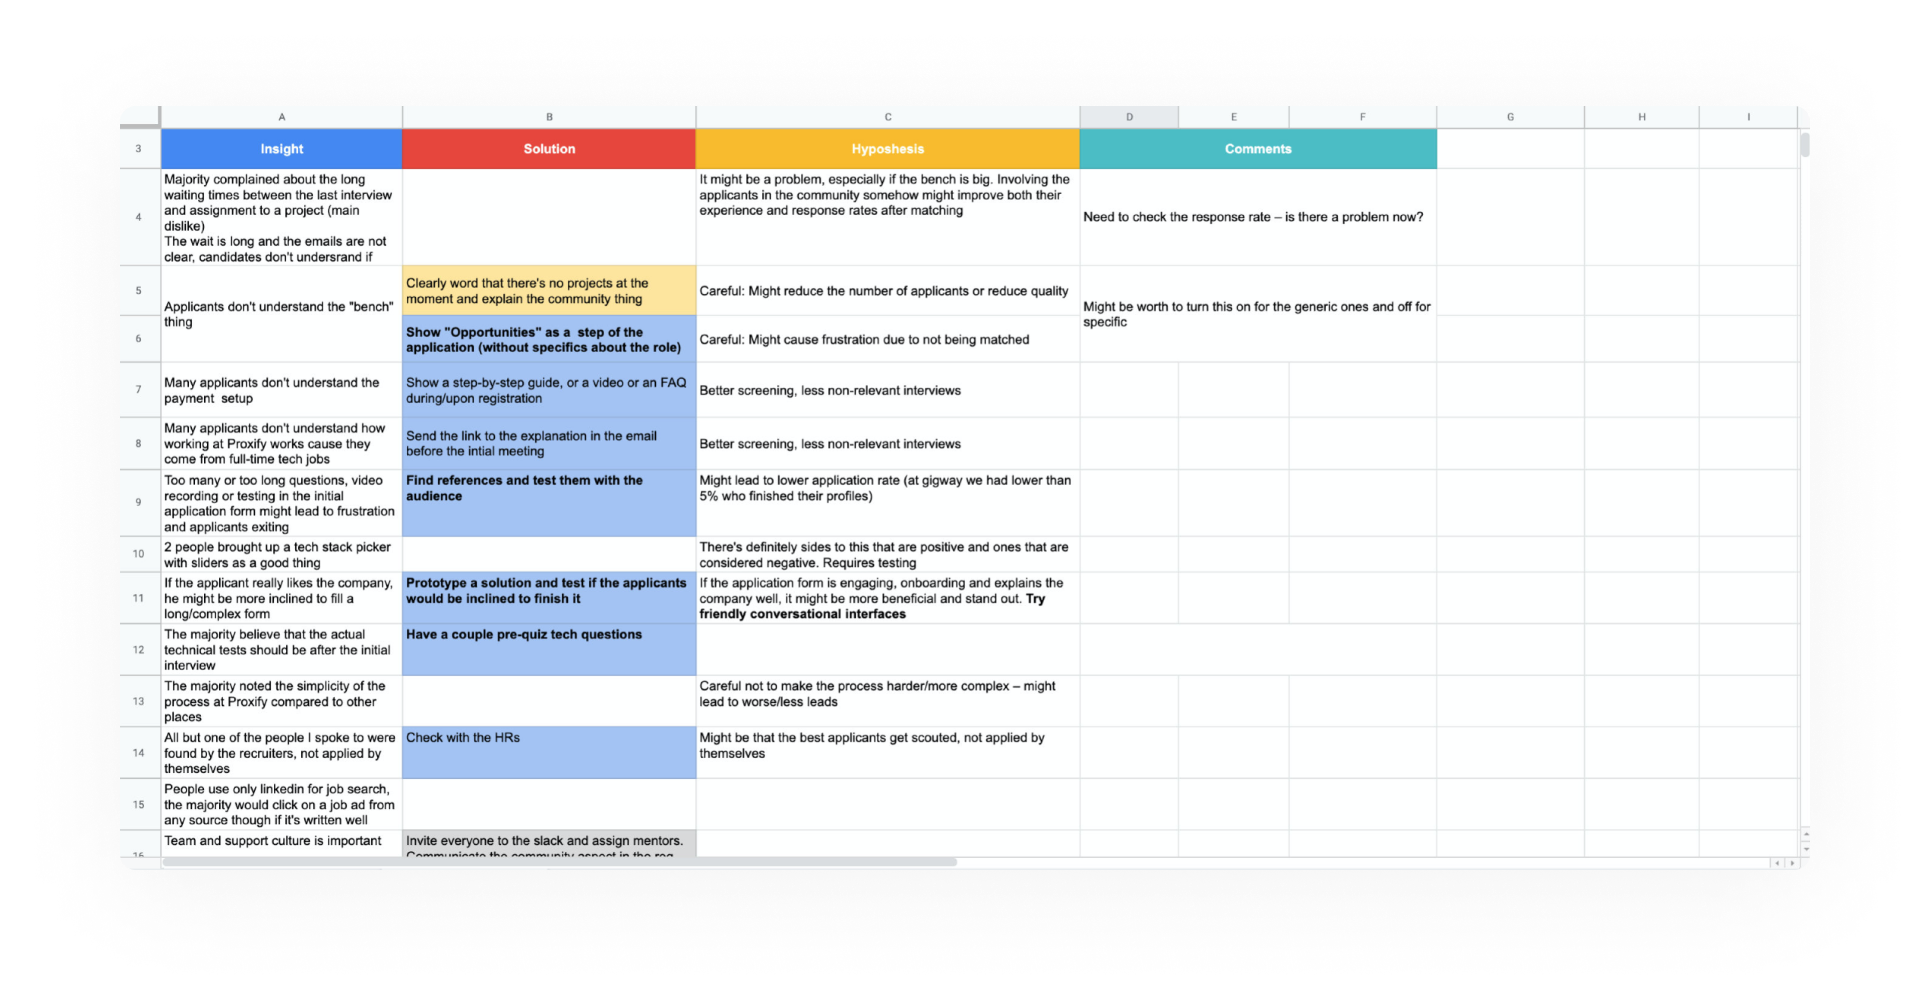 A B C D E F G H I
3 Insight Solution Hyposhesis Comments
4
Majority complained about the long
waiting times between the last interview
and assignment to a project (main
dislike)
The wait is long and the emails are not
clear, candidates don't undersrand if
It might be a problem, especially if the bench is big. Involving the
applicants in the community somehow might improve both their
experience and response rates after matching
Need to check the response rate – is there a problem now?
5
Applicants don't understand the "bench"
thing
Clearly word that there's no projects at the
moment and explain the community thing
Careful: Might reduce the number of applicants or reduce quality
Might be worth to turn this on for the generic ones and off for
specific
6
Show "Opportunities" as a step of the
application (without specifics about the role)
Careful: Might cause frustration due to not being matched
7
Many applicants don't understand the
payment setup
Show a step-by-step guide, or a video or an FAQ
during/upon registration
Better screening, less non-relevant interviews
8
Many applicants don't understand how
working at Proxify works cause they
come from full-time tech jobs
Send the link to the explanation in the email
before the intial meeting
Better screening, less non-relevant interviews
9
Too many or too long questions, video
recording or testing in the initial
application form might lead to frustration
and applicants exiting
Find references and test them with the
audience
Might lead to lower application rate (at gigway we had lower than
5% who finished their profiles)
10
2 people brought up a tech stack picker
with sliders as a good thing
There's definitely sides to this that are positive and ones that are
considered negative. Requires testing
11
If the applicant really likes the company,
he might be more inclined to fill a
long/complex form
Prototype a solution and test if the applicants
would be inclined to finish it
If the application form is engaging, onboarding and explains the
company well, it might be more beneficial and stand out. Try
friendly conversational interfaces
12
The majority believe that the actual
technical tests should be after the initial
interview
Have a couple pre-quiz tech questions
13
The majority noted the simplicity of the
process at Proxify compared to other
places
Careful not to make the process harder/more complex – might
lead to worse/less leads
14
All but one of the people I spoke to were
found by the recruiters, not applied by
themselves
Check with the HRs
Might be that the best applicants get scouted, not applied by
themselves
15
People use only linkedin for job search,
the majority would click on a job ad from
any source though if it's written well
16
Team and support culture is important
Invite everyone to the slack and assign mentors.
Communicate the community aspect in the reg